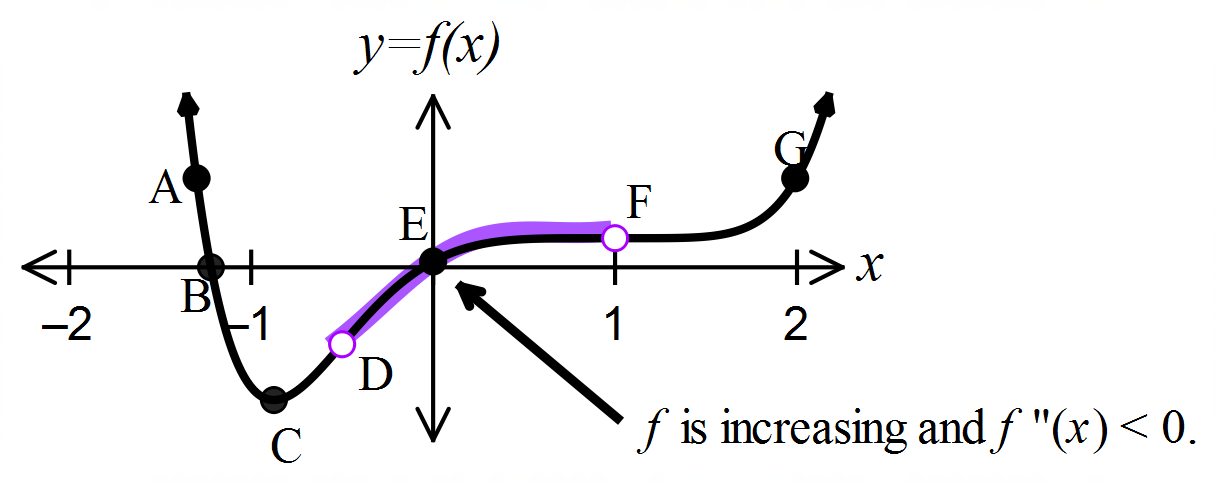 y=f(x)
G
A
F
E
x
B
–2
–1
1
2
D
C
f is increasing and f "(x) < 0.